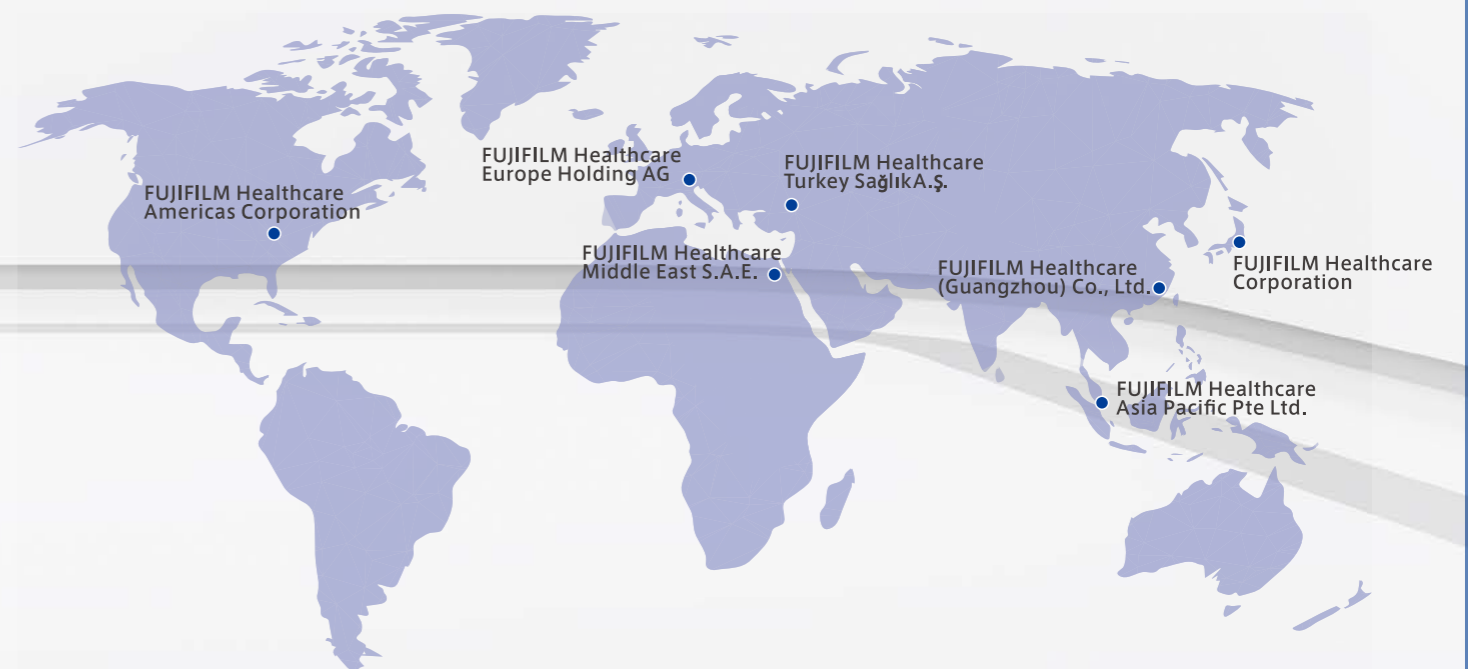 FUJIFILM Healthcare
Europe Holding AG
FUJIFILM Healthcare
Turkey SağlıkA.Ş.
FUJIFILM Healthcare
Americas Corporation
FUJIFILM Healthcare
Middle East S.A.E.
FUJIFILM Healthcare
(Guangzhou) Co., Ltd.
FUJIFILM Healthcare
Corporation
FUJIFILM Healthcare
Asia Pacific Pte Ltd.